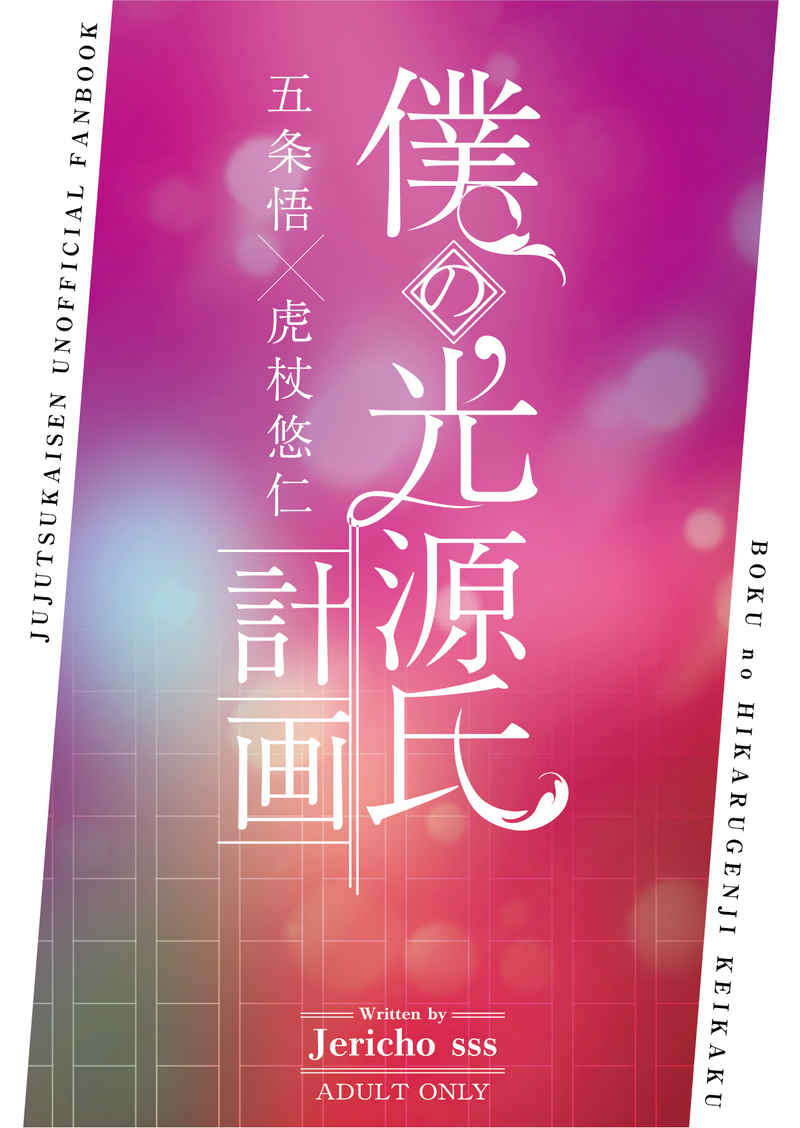 僕の光源氏
計画
五条悟×虎杖悠仁
JUJUTSUKAISEN UNOFFICIAL FANBOOK
BOKU no HIKARUGENJI KEIKAKU
Written by
Jericho sss
ADULT ONLY